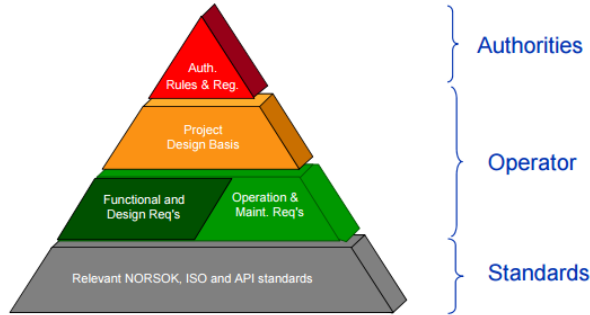 Auth.
Rules & Reg.
Authorities
Project
Design Basis
Operator
Functional and
Design Req's
Operation &
Maint. Req's
Relevant NORSOK, ISO and API standards
Standards